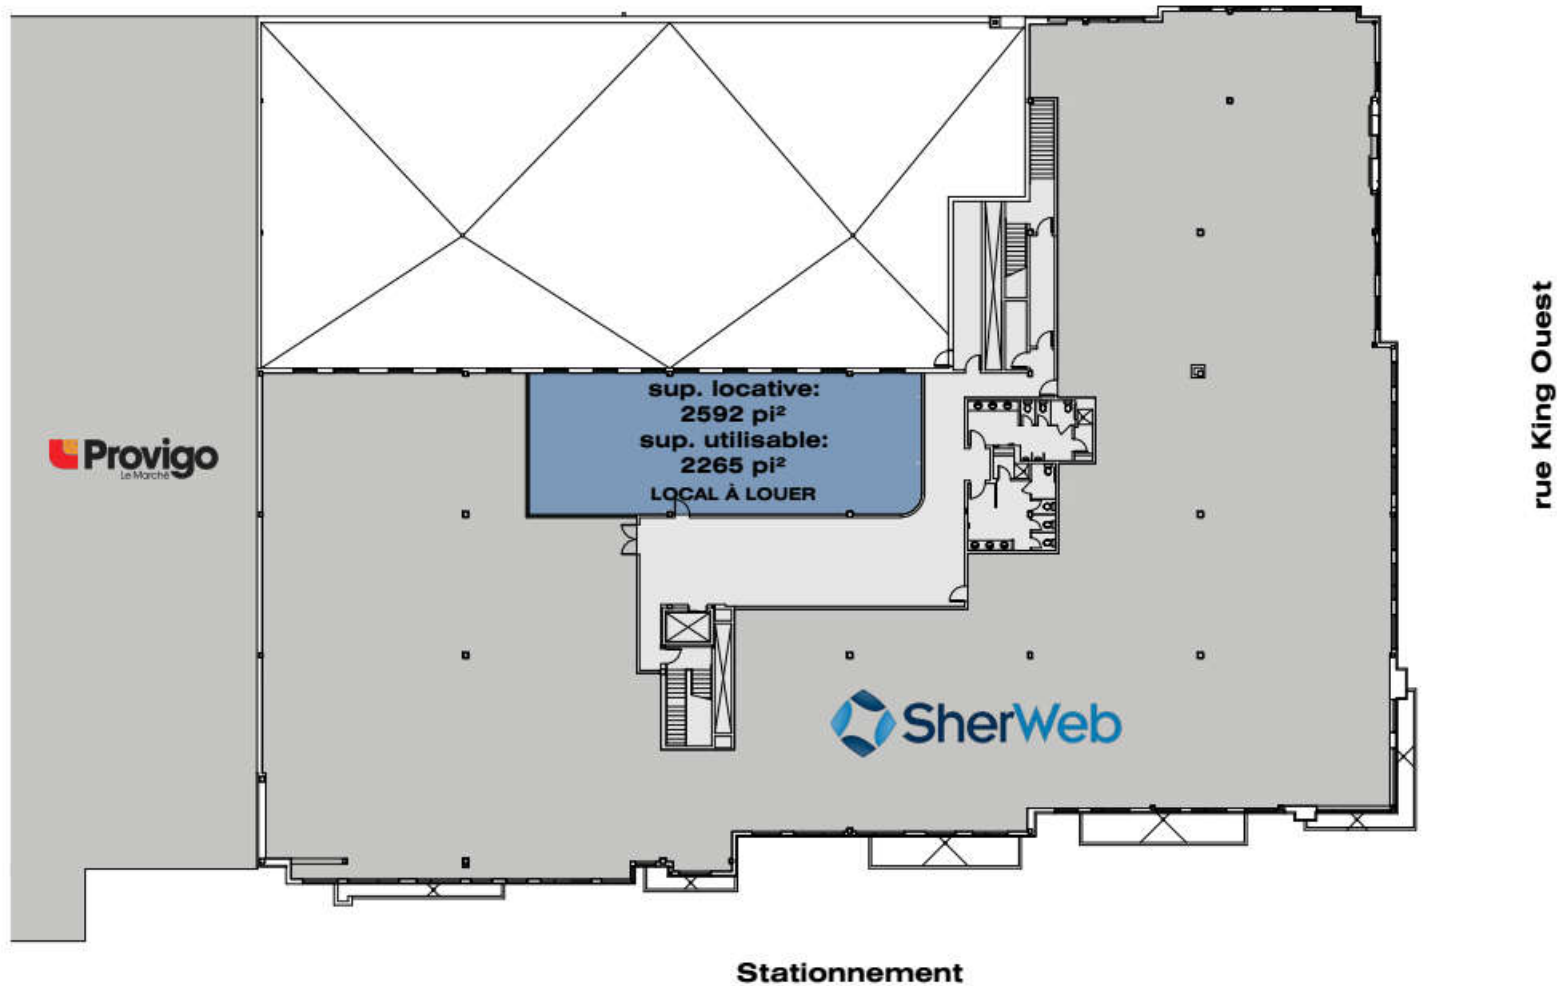 sup. locative:
2592 pi²
sup. utilisable:
2265 pi²
LOCAL À LOUER
Provigo
Le Marché
SherWeb
rue King Ouest
Stationnement